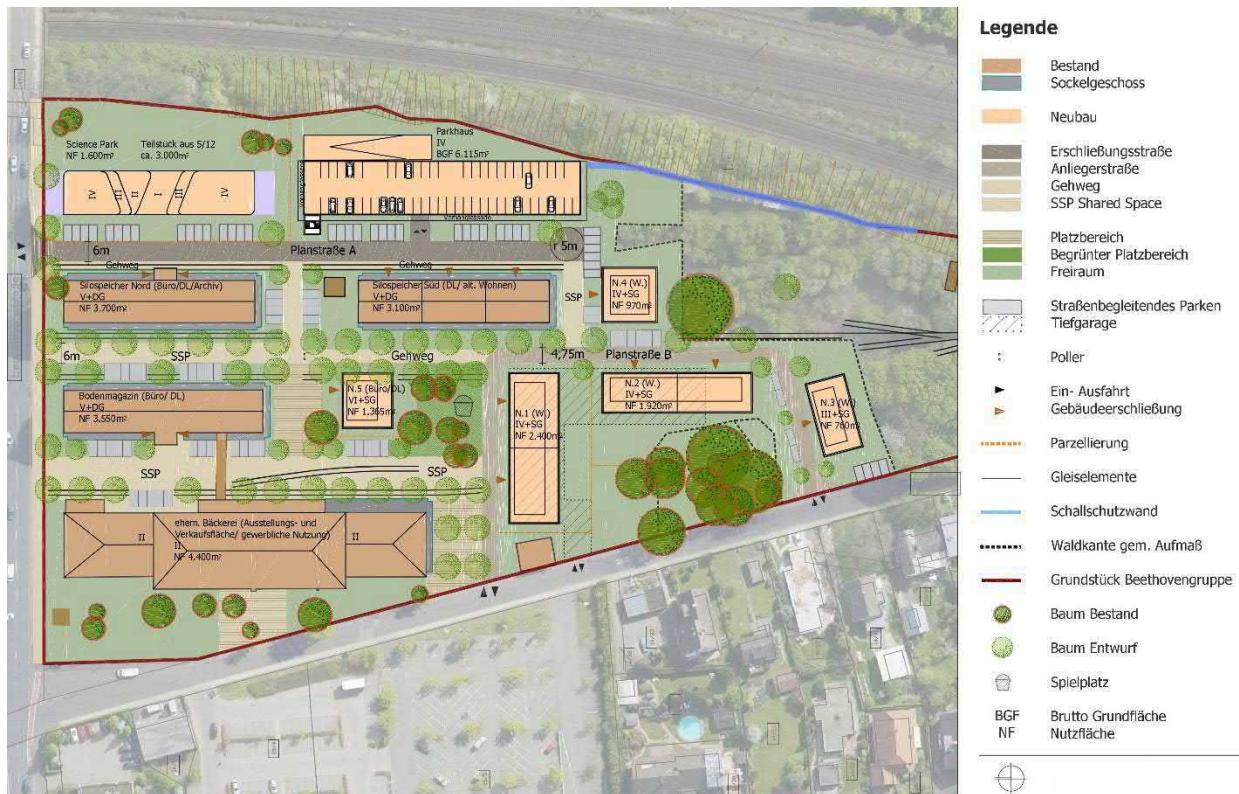 Science Park
NF 1.600m²
Teilstück aus 5/12
ca. 3.000m²
Parkhaus
IV
BGF 6.115m²
IV
III
II
I
III
IV
6m
Planstraße A
r 5m
Gehweg
Gehweg
Silospeicher Nord (Büro/DL/Archiv)
V+DG
NF 3.700m²
Silospeicher Süd (DL/ alt. Wohnen)
V+DG
NF 3.100m²
SSP
N.4 (W.)
IV+SG
NF 970m²
6m
SSP
Gehweg
4,75m
Planstraße B
Bodenmagazin (Büro/ DL)
V+DG
NF 3.550m²
N.5 (Büro/DL)
VI+SG
NF 1.365m²
N.1 (W.)
IV+SG
NF 2.400m²
N.2 (W.)
IV+SG
NF 1.920m²
N.3 (W.)
III+SG
NF 760m²
SSP
SSP
ehem. Bäckerei (Ausstellungs- und
Verkaufsfläche/ gewerbliche Nutzung)
II
NF 4.400m²
II
II
Legende
Bestand
Sockelgeschoss
Neubau
Erschließungsstraße
Anliegerstraße
Gehweg
SSP Shared Space
Platzbereich
Begrünter Platzbereich
Freiraum
Straßenbegleitendes Parken
Tiefgarage
Poller
Ein- Ausfahrt
Gebäudeerschließung
Parzellierung
Gleiselemente
Schallschutzwand
Waldkante gem. Aufmaß
Grundstück Beethovengruppe
Baum Bestand
Baum Entwurf
Spielplatz
BGF Brutto Grundfläche
NF Nutzfläche